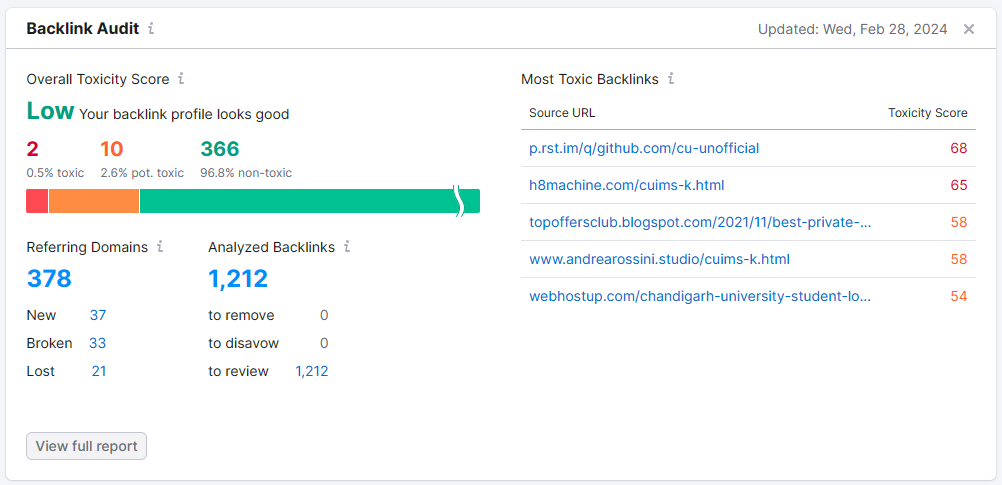 Backlink Audit i
Updated: Wed, Feb 28, 2024 ×
Overall Toxicity Score i
Low Your backlink profile looks good
2 10 366
0.5% toxic 2.6% pot. toxic 96.8% non-toxic
Referring Domains i Analyzed Backlinks i
378 1,212
New 37 to remove 0
Broken 33 to disavow 0
Lost 21 to review 1,212
View full report
Most Toxic Backlinks i
Source URL Toxicity Score
p.rst.im/q/github.com/cu-unofficial 68
h8machine.com/cuims-k.html 65
topoffersclub.blogspot.com/2021/11/best-private-... 58
www.andrearossini.studio/cuims-k.html 58
webhostup.com/chandigarh-university-student-lo... 54